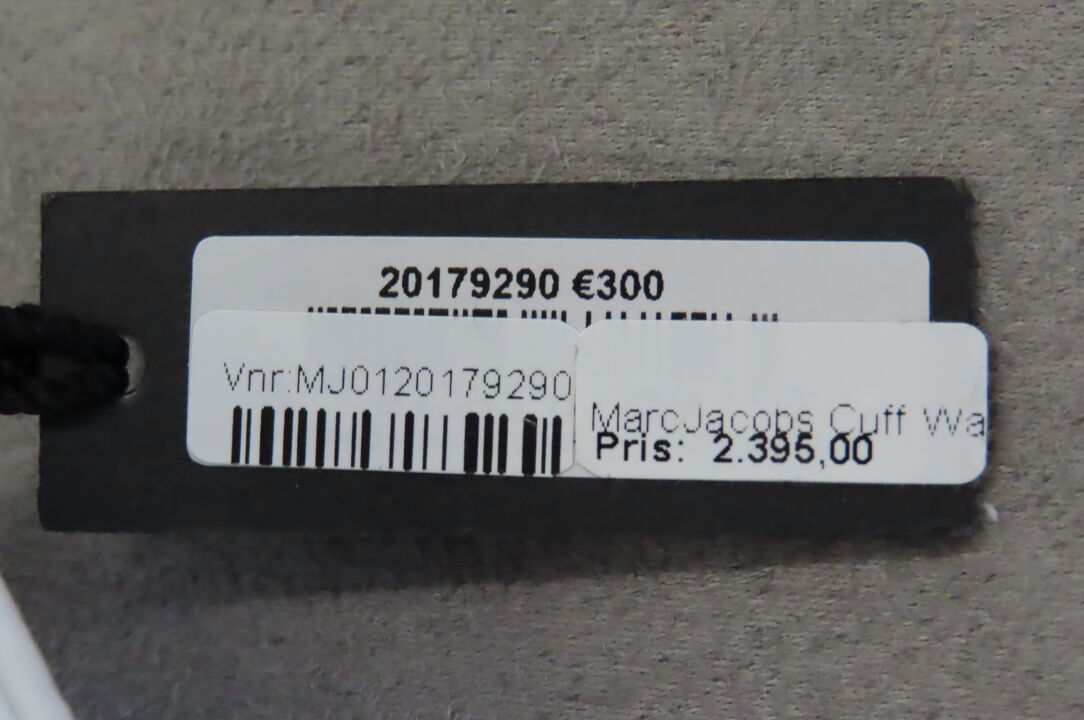 20179290 €300
Vnr:MJ0120179290
MarcJacobs Cuff Wa
Pris: 2.395,00